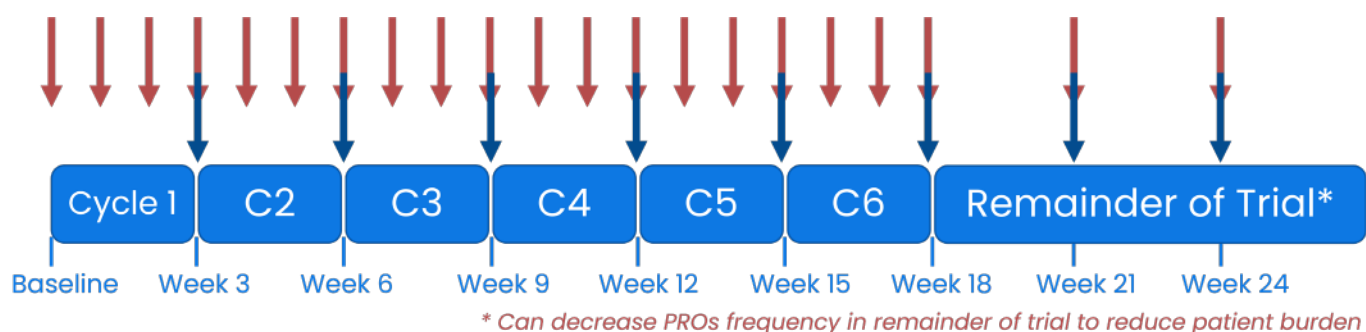 Cycle 1 C2 C3 C4 C5 C6 Remainder of Trial*
Baseline Week 3 Week 6 Week 9 Week 12 Week 15 Week 18 Week 21 Week 24
* Can decrease PROs frequency in remainder of trial to reduce patient burden